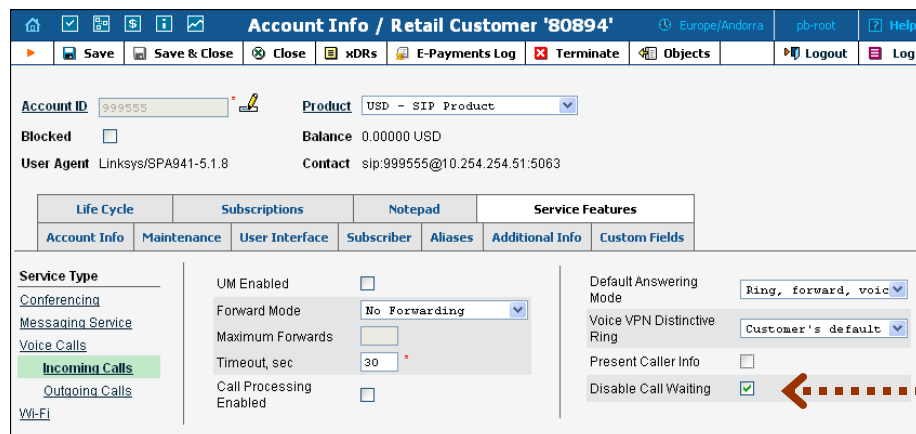 Account Info / Retail Customer '80894' Europe/Andorra pb-root ? Help
Save Save & Close Close xDRs E-Payments Log Terminate Objects Logout Log
Account ID 999555 * Product USD - SIP Product
Blocked Balance 0.00000 USD
User Agent Linksys/SPA941-5.1.8 Contact sip:999555@10.254.254.51:5063
Life Cycle Subscriptions Notepad Service Features
Account Info Maintenance User Interface Subscriber Aliases Additional Info Custom Fields
Service Type
Conferencing
Messaging Service
Voice Calls
Incoming Calls
Outgoing Calls
Wi-Fi
UM Enabled
Forward Mode No Forwarding
Maximum Forwards
Timeout, sec 30 *
Call Processing
Enabled
Default Answering
Mode Ring, forward, voic
Voice VPN Distinctive
Ring Customer's default
Present Caller Info
Disable Call Waiting